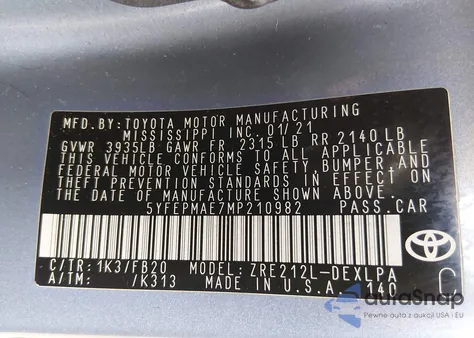 MFD.BY: TOYOTA MOTOR MANUFACTURING
MISSISSIPPI INC. 01/21
GVWR 3935LB GAWR FR 2315 LB RR 2140 LB
THIS VEHICLE CONFORMS TO ALL APPLICABLE
FEDERAL MOTOR VEHICLE SAFETY, BUMPER, AND
THEFT PREVENTION STANDARDS IN EFFECT ON
THE DATE OF MANUFACTURE SHOWN ABOVE.
5YFEPMAE7MP210982 PASS.CAR
C/TR: 1K3/FB20 MODEL: ZRE212L-DEXLPA
A/TM: /K313 MADE IN U.S.A. 140 C
TOYOTA
autaSnap
Pewne auto z aukcji USA i EU